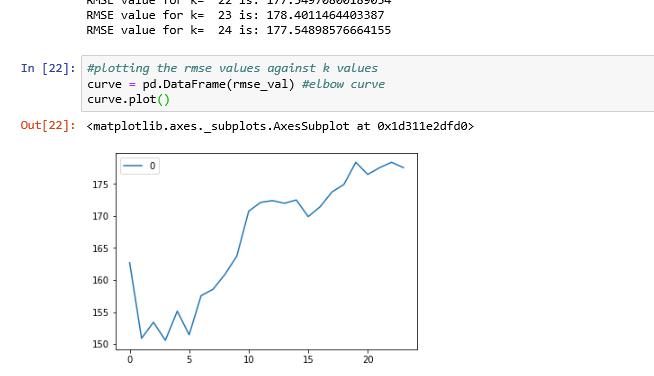 RMSE value for k= 22 is: 177.54970800189054
RMSE value for k= 23 is: 178.4011464403387
RMSE value for k= 24 is: 177.54898576664155
In [22]: #plotting the rmse values against k values
curve = pd.DataFrame(rmse_val) #elbow curve
curve.plot()
Out[22]: <matplotlib.axes._subplots.AxesSubplot at 0x1d311e2dfd0>
0
175
170
165
160
155
150
0 5 10 15 20